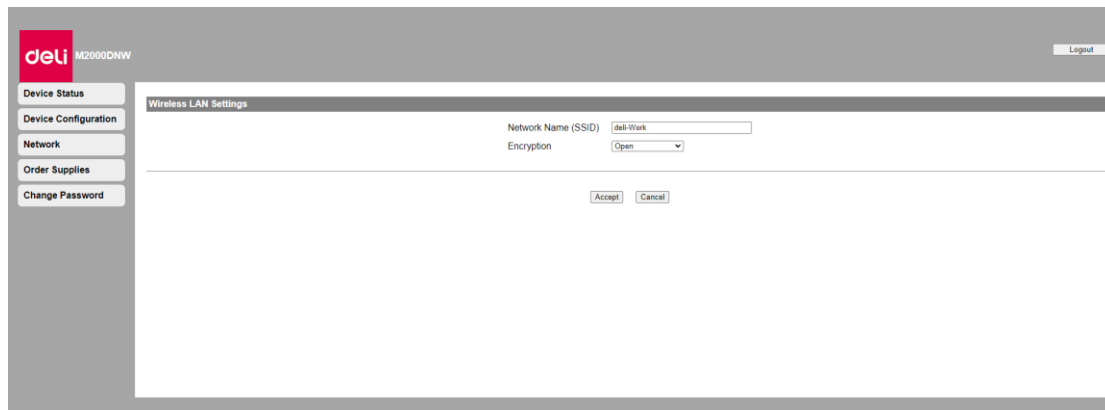 deli M2000DNW
Logout
Device Status
Device Configuration
Network
Order Supplies
Change Password
Wireless LAN Settings
Network Name (SSID) deli-Work
Encryption Open
Accept Cancel